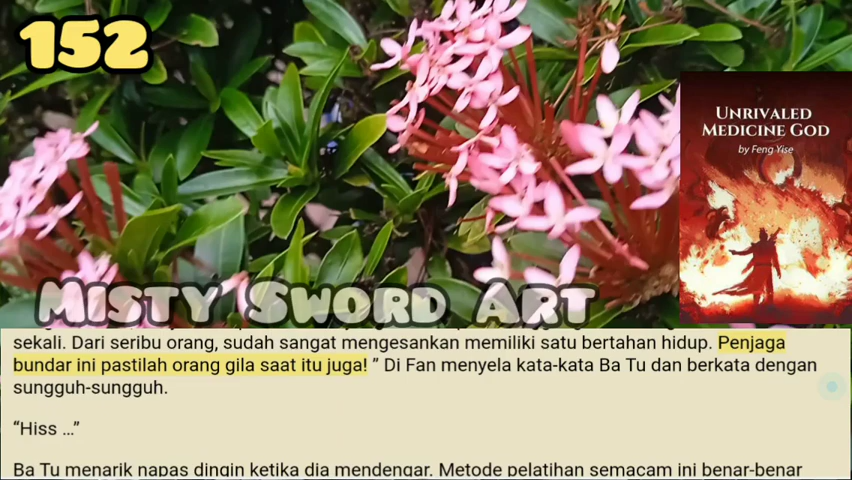 152
UNRIVALED
MEDICINE GOD
by Feng Yise
MISTY SWORD ART
sekali. Dari seribu orang, sudah sangat mengesankan memiliki satu bertahan hidup. Penjaga
bundar ini pastilah orang gila saat itu juga! ” Di Fan menyela kata-kata Ba Tu dan berkata dengan
sungguh-sungguh.
“Hiss ...”
Ba Tu menarik napas dingin ketika dia mendengar. Metode pelatihan semacam ini benar-benar